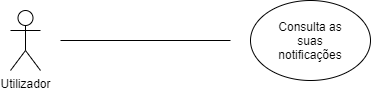 Consulta as
suas
notificações
Utilizador